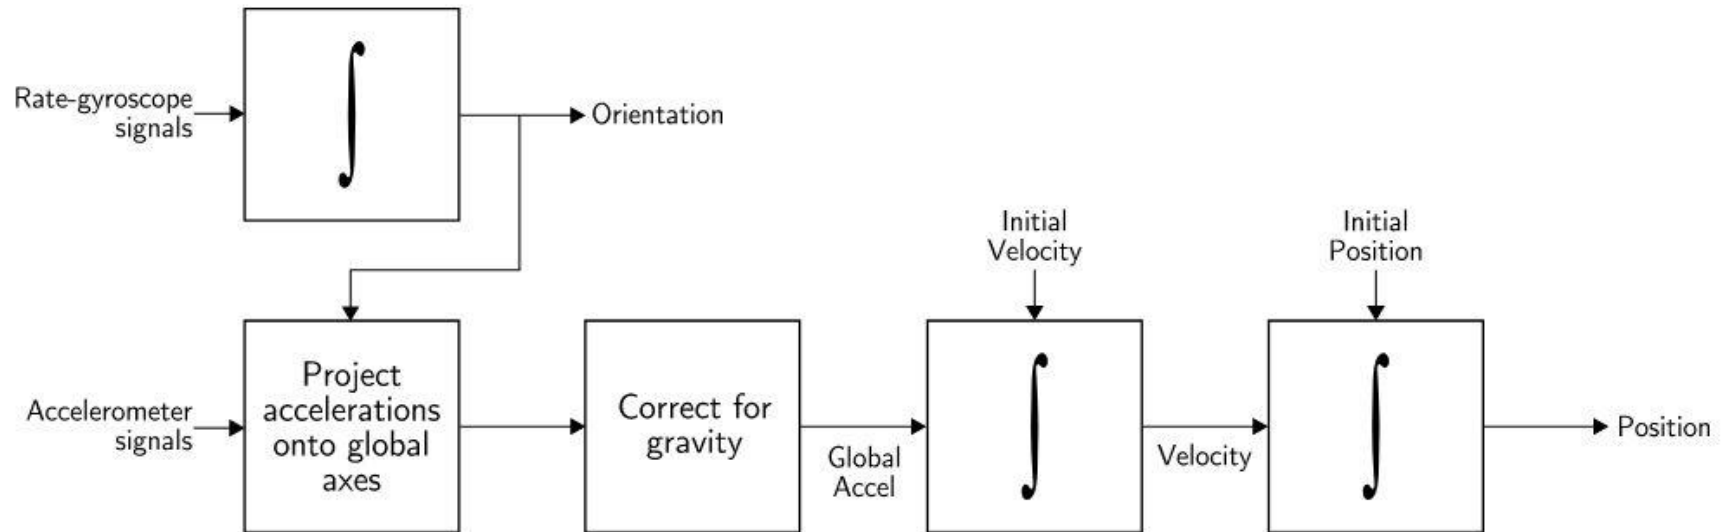 Rate-gyroscope
signals
∫
Orientation
Initial
Velocity
Initial
Position
Accelerometer
signals
Project
accelerations
onto global
axes
Correct for
gravity
Global
Accel
∫
Velocity
∫
Position